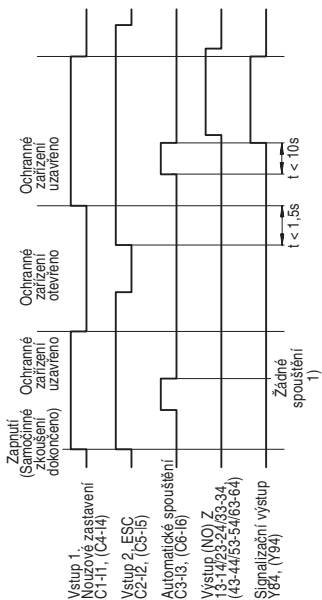 Zapnutí
(Samočinné
zkoušení
dokončeno)
Ochranné
zařízení
uzavřeno
Ochranné
zařízení
otevřeno
Ochranné
zařízení
uzavřeno
Vstup 1,
Nouzové zastavení
C1-I1, (C4-I4)
Vstup 2, ESC
C2-I2, (C5-I5)
Automatické spouštění
C3-I3, (C6-I6)
Výstup (NO) Z
13-14/23-24/33-34,
(43-44/53-54/63-64)
Signalizační výstup
Y84, (Y94)
Žádné
spouštění
1)
t < 1,5s
t < 10s